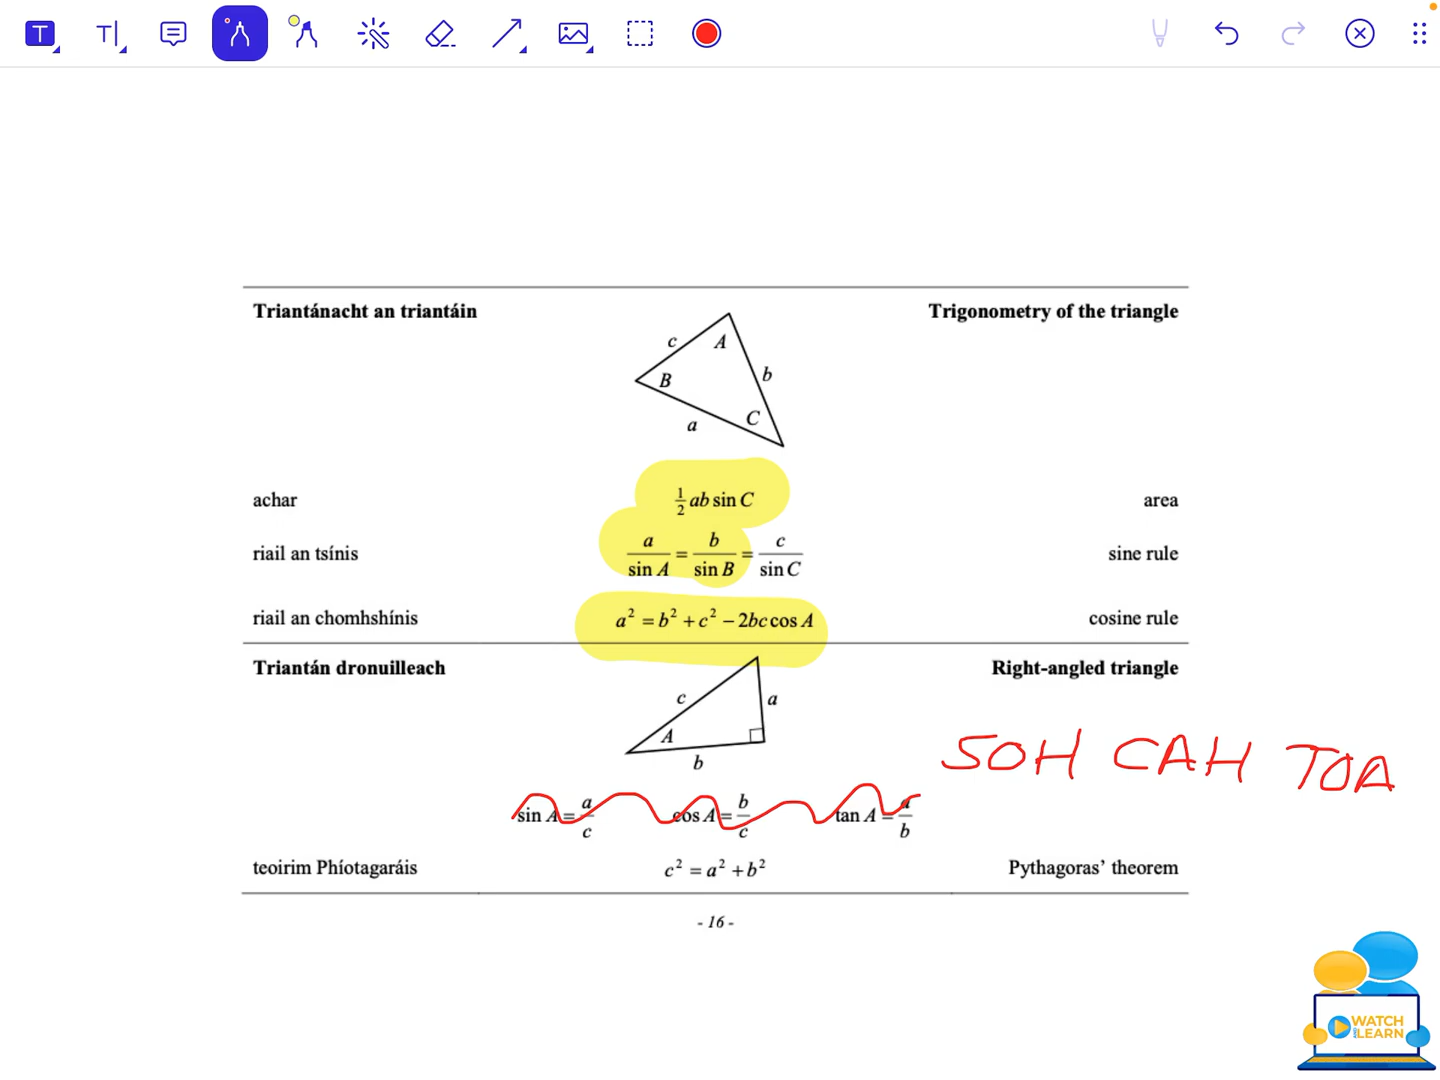 T T|
Triantánacht an triantáin Trigonometry of the triangle
c A
B b
a C
achar ½ ab sin C area
riail an tsínis a/sin A = b/sin B = c/sin C sine rule
riail an chomhshínis a² = b² + c² − 2bc cos A cosine rule
Triantán dronuilleach Right-angled triangle
c a
A
b
SOH CAH TOA
sin A = a/c cos A = b/c tan A = a/b
teoirim Phíotagaráis c² = a² + b² Pythagoras’ theorem
- 16 -
WATCH
AND LEARN